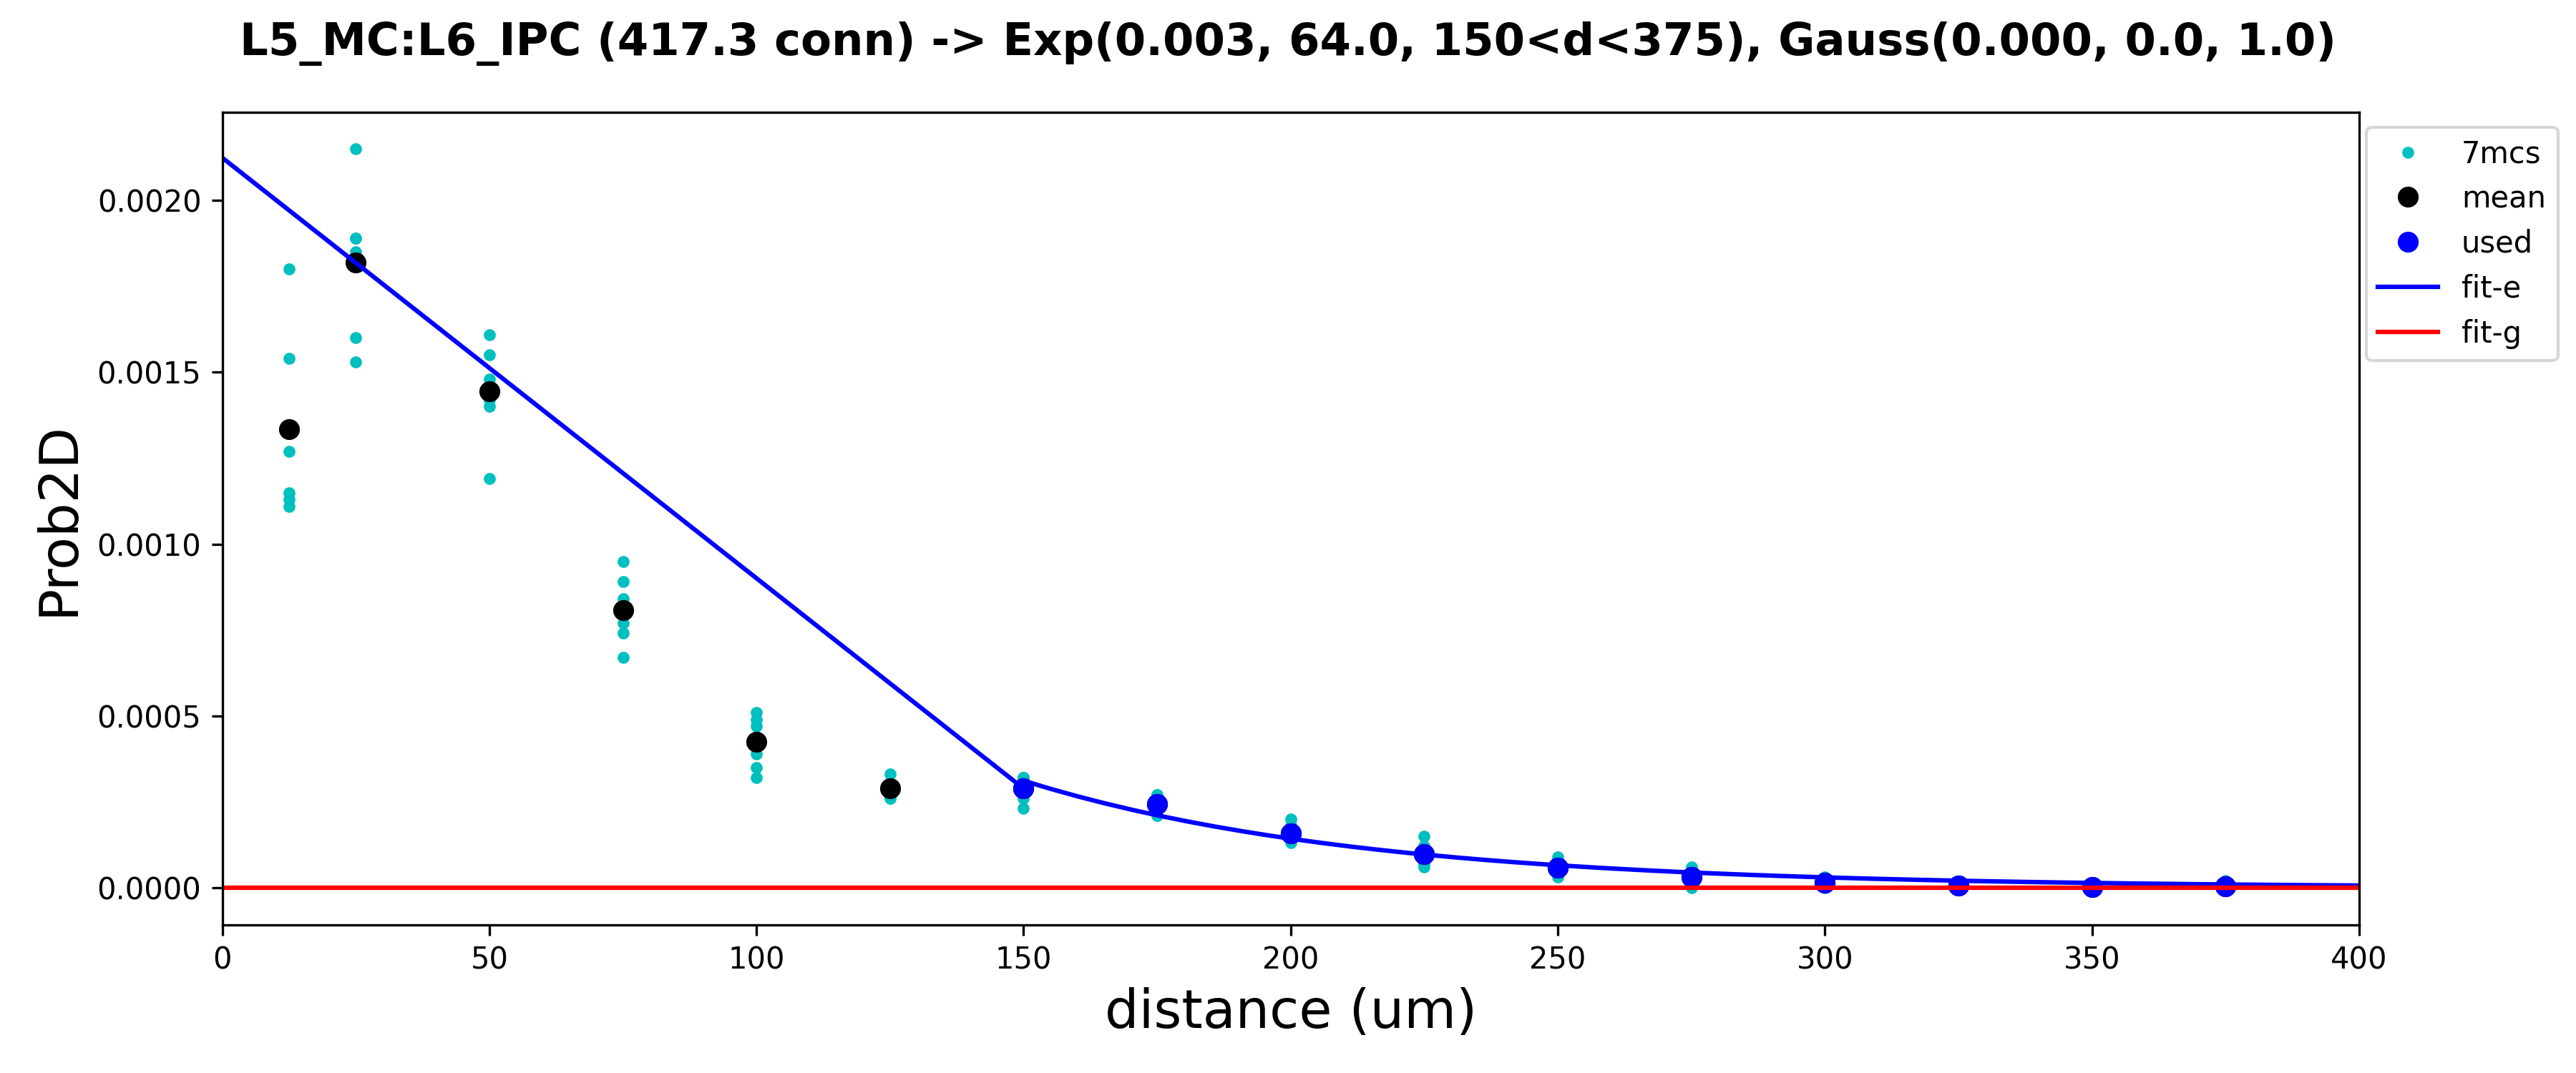 L5_MC:L6_IPC (417.3 conn) -> Exp(0.003, 64.0, 150<d<375), Gauss(0.000, 0.0, 1.0)
7mcs
mean
used
fit-e
fit-g
Prob2D
0.0020
0.0015
0.0010
0.0005
0.0000
0 50 100 150 200 250 300 350 400
distance (um)